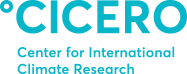 °CICERO
Center for International
Climate Research